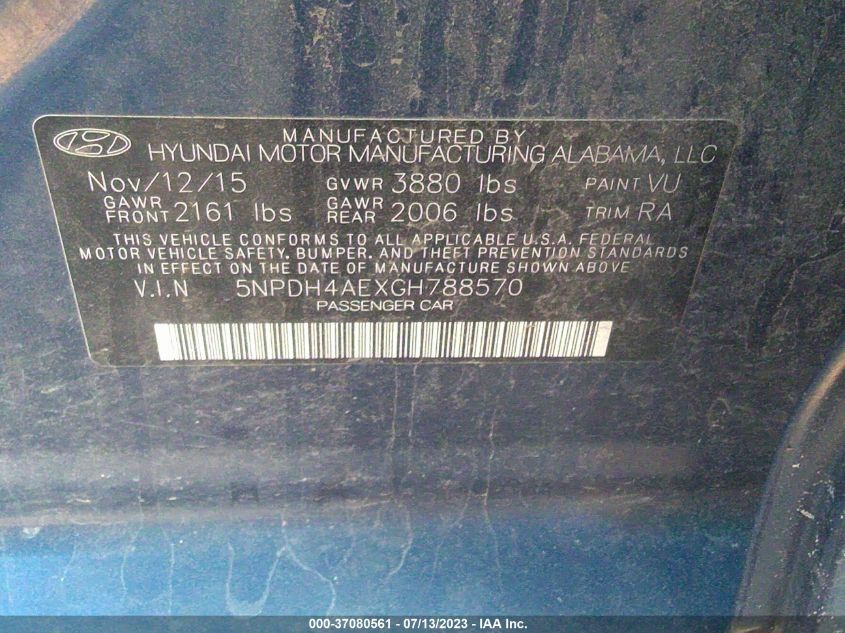 MANUFACTURED BY
HYUNDAI MOTOR MANUFACTURING ALABAMA, LLC
Nov/12/15 GVWR 3880 lbs PAINT VU
GAWR FRONT 2161 lbs GAWR REAR 2006 lbs TRIM RA
THIS VEHICLE CONFORMS TO ALL APPLICABLE U.S.A. FEDERAL
MOTOR VEHICLE SAFETY, BUMPER, AND THEFT PREVENTION STANDARDS
IN EFFECT ON THE DATE OF MANUFACTURE SHOWN ABOVE
V.I.N 5NPDH4AEXGH788570
PASSENGER CAR
000-37080561 - 07/13/2023 - IAA Inc.